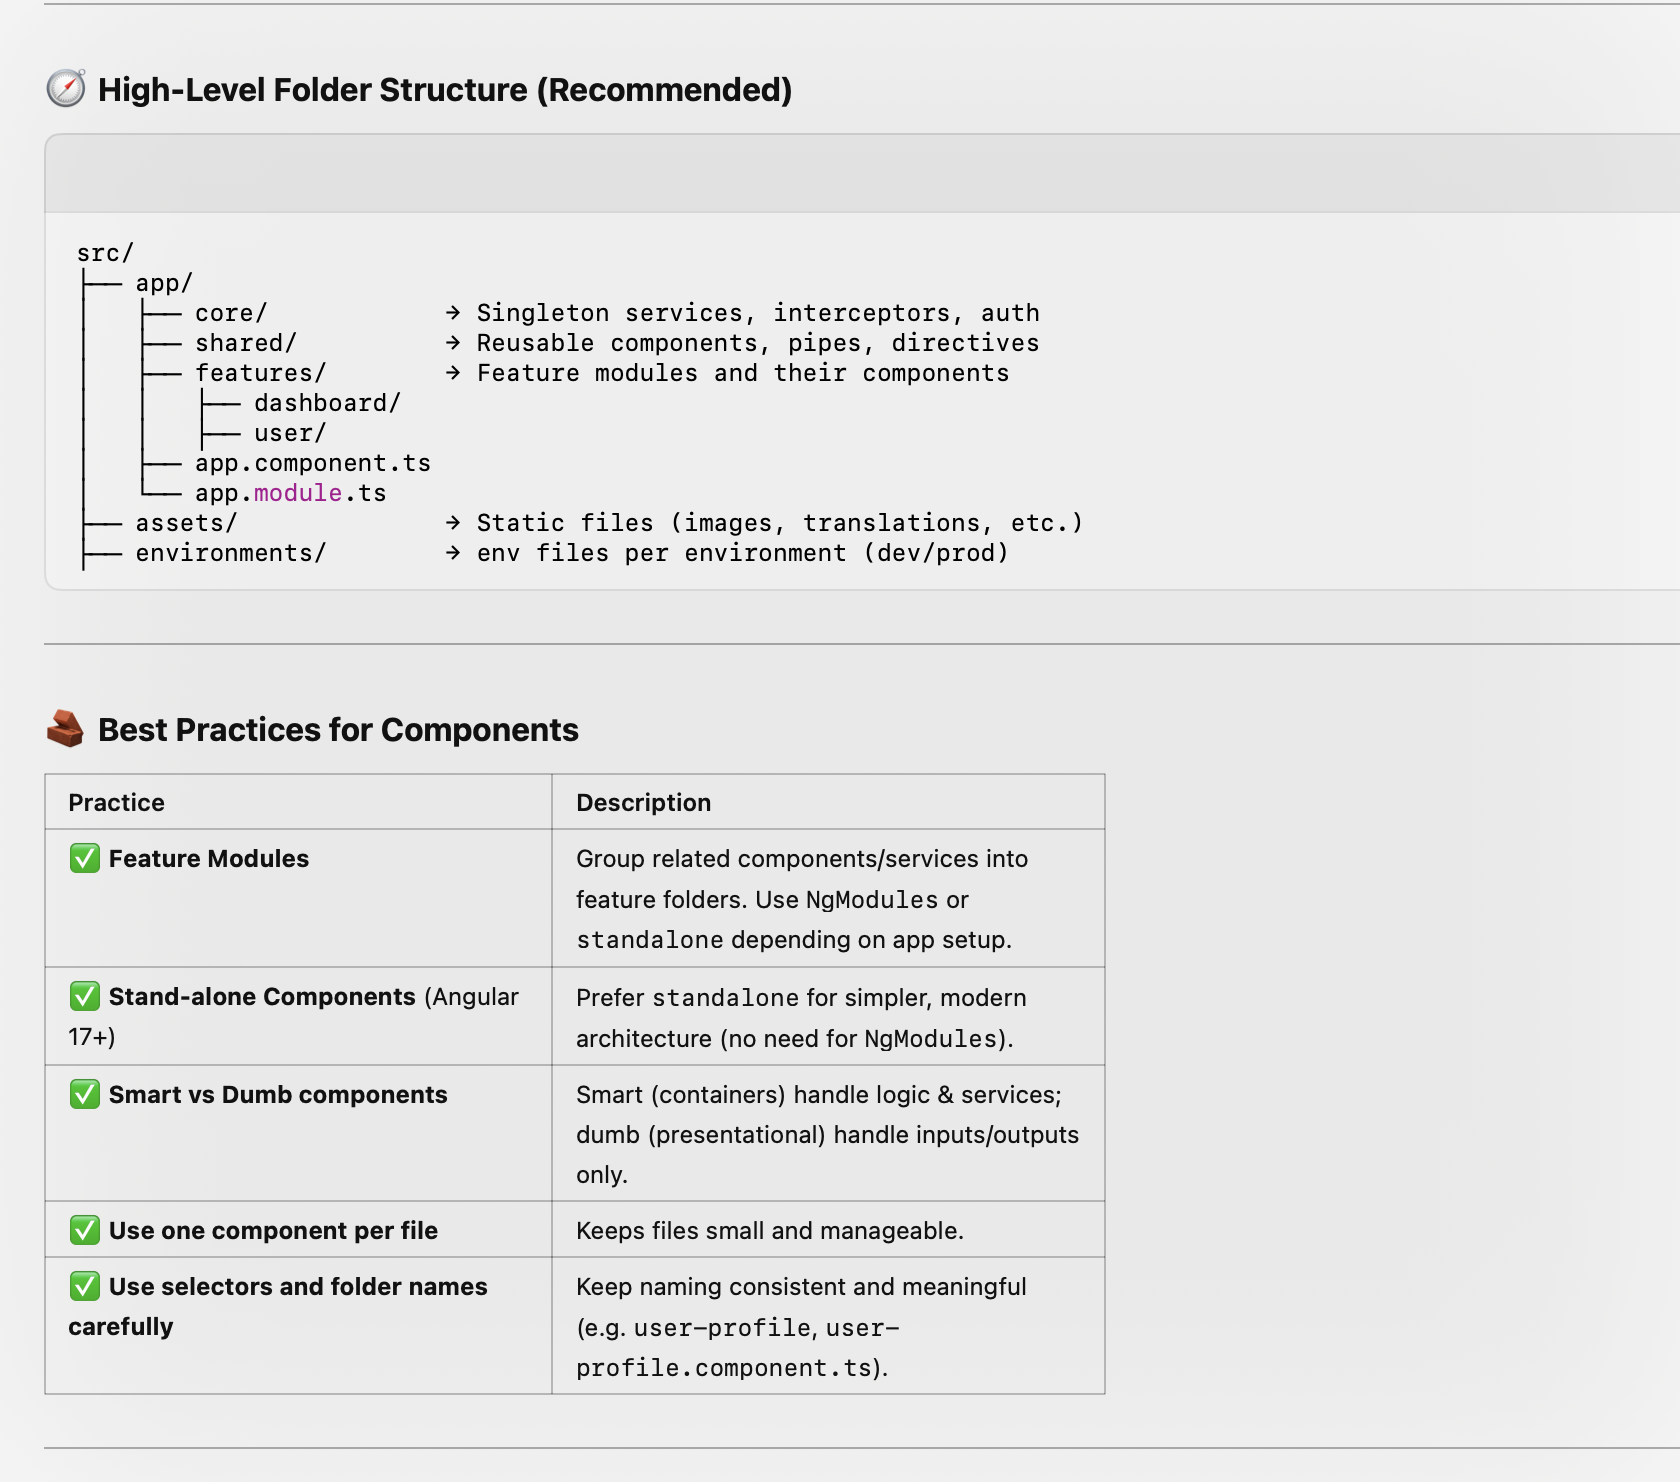 🧭 High-Level Folder Structure (Recommended)
src/
├── app/
│   ├── core/            → Singleton services, interceptors, auth
│   ├── shared/          → Reusable components, pipes, directives
│   ├── features/        → Feature modules and their components
│   │   ├── dashboard/
│   │   ├── user/
│   ├── app.component.ts
│   └── app.module.ts
├── assets/              → Static files (images, translations, etc.)
├── environments/        → env files per environment (dev/prod)
🧱 Best Practices for Components
Practice
Description
✅ Feature Modules
Group related components/services into
feature folders. Use NgModules or
standalone depending on app setup.
✅ Stand-alone Components (Angular
17+)
Prefer standalone for simpler, modern
architecture (no need for NgModules).
✅ Smart vs Dumb components
Smart (containers) handle logic & services;
dumb (presentational) handle inputs/outputs
only.
✅ Use one component per file
Keeps files small and manageable.
✅ Use selectors and folder names
carefully
Keep naming consistent and meaningful
(e.g. user-profile, user-
profile.component.ts).